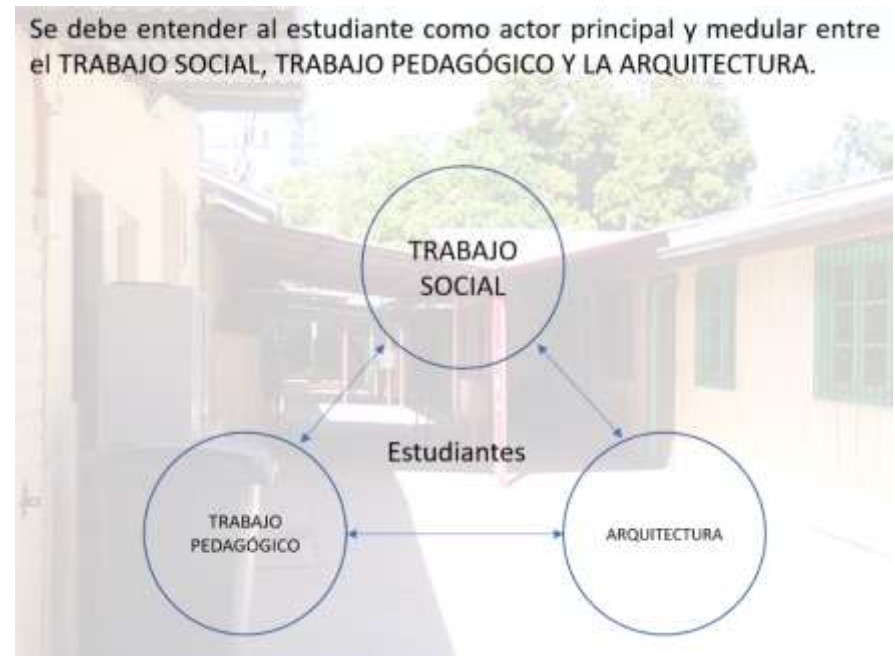 Se debe entender al estudiante como actor principal y medular entre
el TRABAJO SOCIAL, TRABAJO PEDAGÓGICO Y LA ARQUITECTURA.
TRABAJO
SOCIAL
Estudiantes
TRABAJO
PEDAGÓGICO
ARQUITECTURA